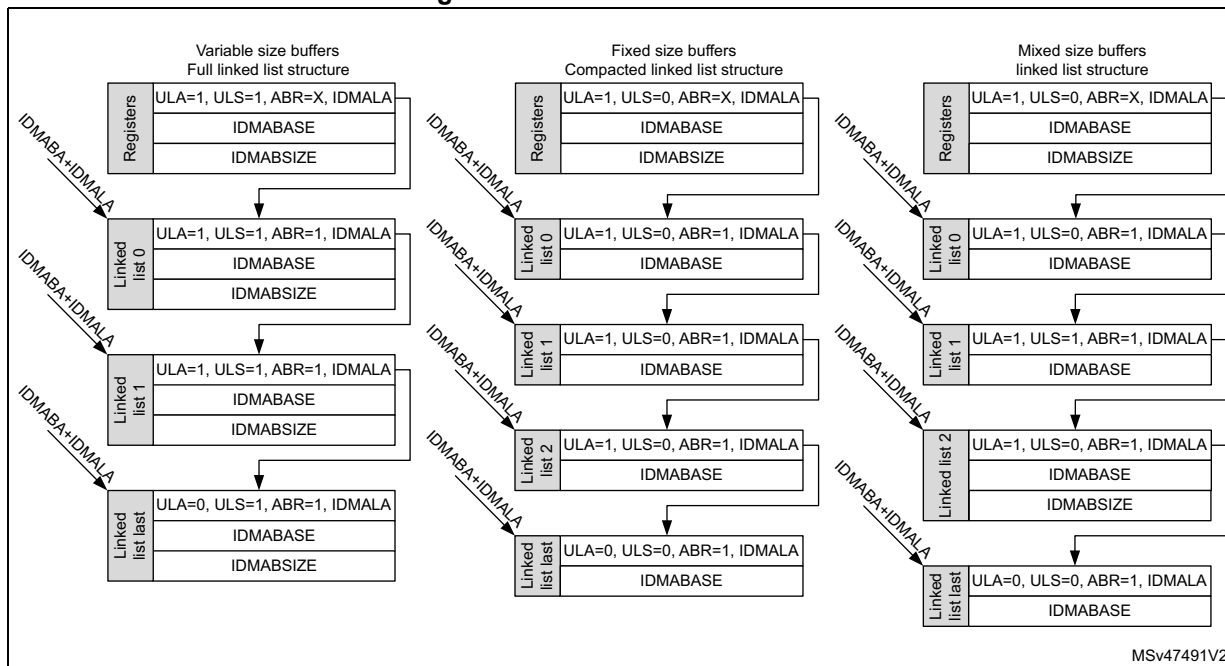 Variable size buffers
Full linked list structure
Registers
ULA=1, ULS=1, ABR=X, IDMALA
IDMABASE
IDMABSIZE
IDMABA+IDMALA
Linked
list 0
ULA=1, ULS=1, ABR=1, IDMALA
IDMABASE
IDMABSIZE
IDMABA+IDMALA
Linked
list 1
ULA=1, ULS=1, ABR=1, IDMALA
IDMABASE
IDMABSIZE
IDMABA+IDMALA
Linked
list last
ULA=0, ULS=1, ABR=1, IDMALA
IDMABASE
IDMABSIZE
Fixed size buffers
Compacted linked list structure
Registers
ULA=1, ULS=0, ABR=X, IDMALA
IDMABASE
IDMABSIZE
IDMABA+IDMALA
Linked
list 0
ULA=1, ULS=0, ABR=1, IDMALA
IDMABASE
IDMABA+IDMALA
Linked
list 1
ULA=1, ULS=0, ABR=1, IDMALA
IDMABASE
IDMABA+IDMALA
Linked
list 2
ULA=1, ULS=0, ABR=1, IDMALA
IDMABASE
IDMABA+IDMALA
Linked
list last
ULA=0, ULS=0, ABR=1, IDMALA
IDMABASE
Mixed size buffers
linked list structure
Registers
ULA=1, ULS=0, ABR=X, IDMALA
IDMABASE
IDMABSIZE
IDMABA+IDMALA
Linked
list 0
ULA=1, ULS=0, ABR=1, IDMALA
IDMABASE
IDMABA+IDMALA
Linked
list 1
ULA=1, ULS=1, ABR=1, IDMALA
IDMABASE
IDMABA+IDMALA
Linked list 2
ULA=1, ULS=0, ABR=1, IDMALA
IDMABASE
IDMABSIZE
IDMABA+IDMALA
Linked
list last
ULA=0, ULS=0, ABR=1, IDMALA
IDMABASE
MSv47491V2